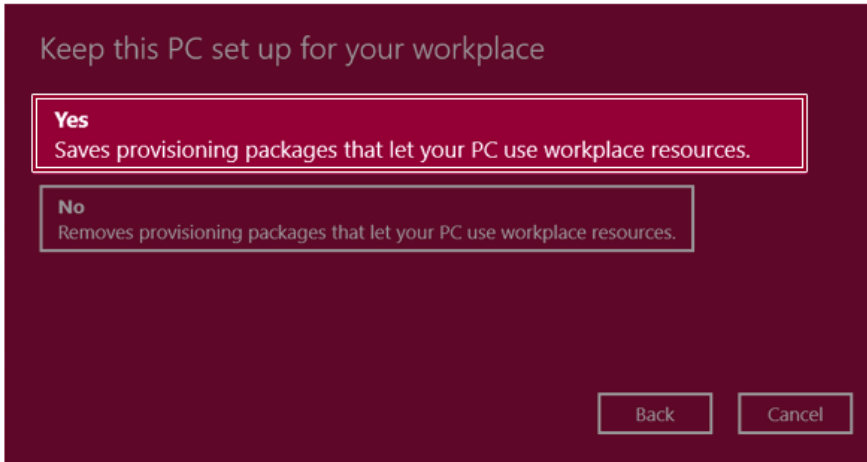 Keep this PC set up for your workplace
Yes
Saves provisioning packages that let your PC use workplace resources.
No
Removes provisioning packages that let your PC use workplace resources.
Back Cancel